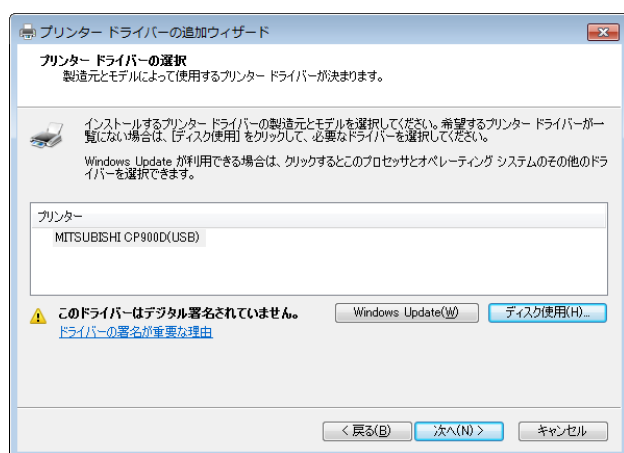 プリンター ドライバーの追加ウィザード
プリンター ドライバーの選択
製造元とモデルによって使用するプリンター ドライバーが決まります。
インストールするプリンター ドライバーの製造元とモデルを選択してください。希望するプリンター ドライバーが一
覧にない場合は、[ディスク使用] をクリックして、必要なドライバーを選択してください。
Windows Update が利用できる場合は、クリックするとこのプロセッサとオペレーティング システムのその他のドラ
イバーを選択できます。
プリンター
MITSUBISHI CP900D(USB)
このドライバーはデジタル署名されていません。
Windows Update(W)
ディスク使用(H)...
ドライバーの署名が重要な理由
< 戻る(B)
次へ(N) >
キャンセル